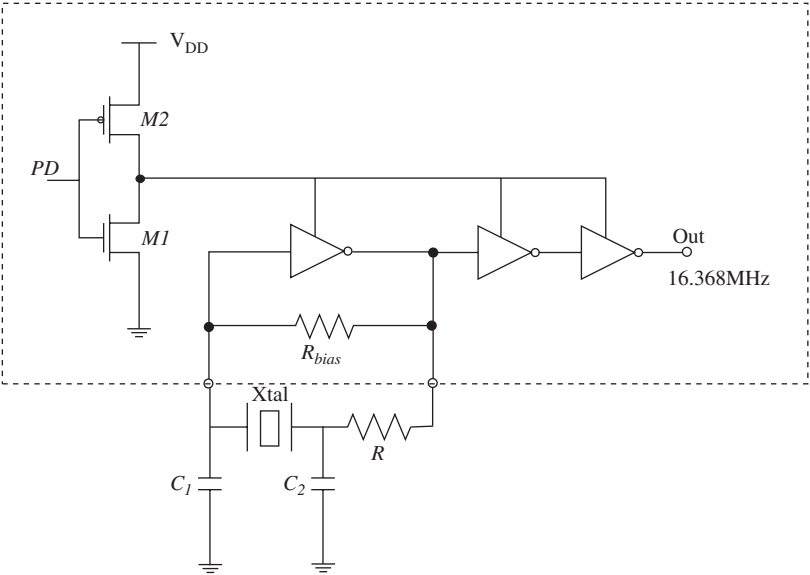 V_DD
M2
PD
M1
Out
16.368MHz
R_bias
Xtal
R
C_1
C_2